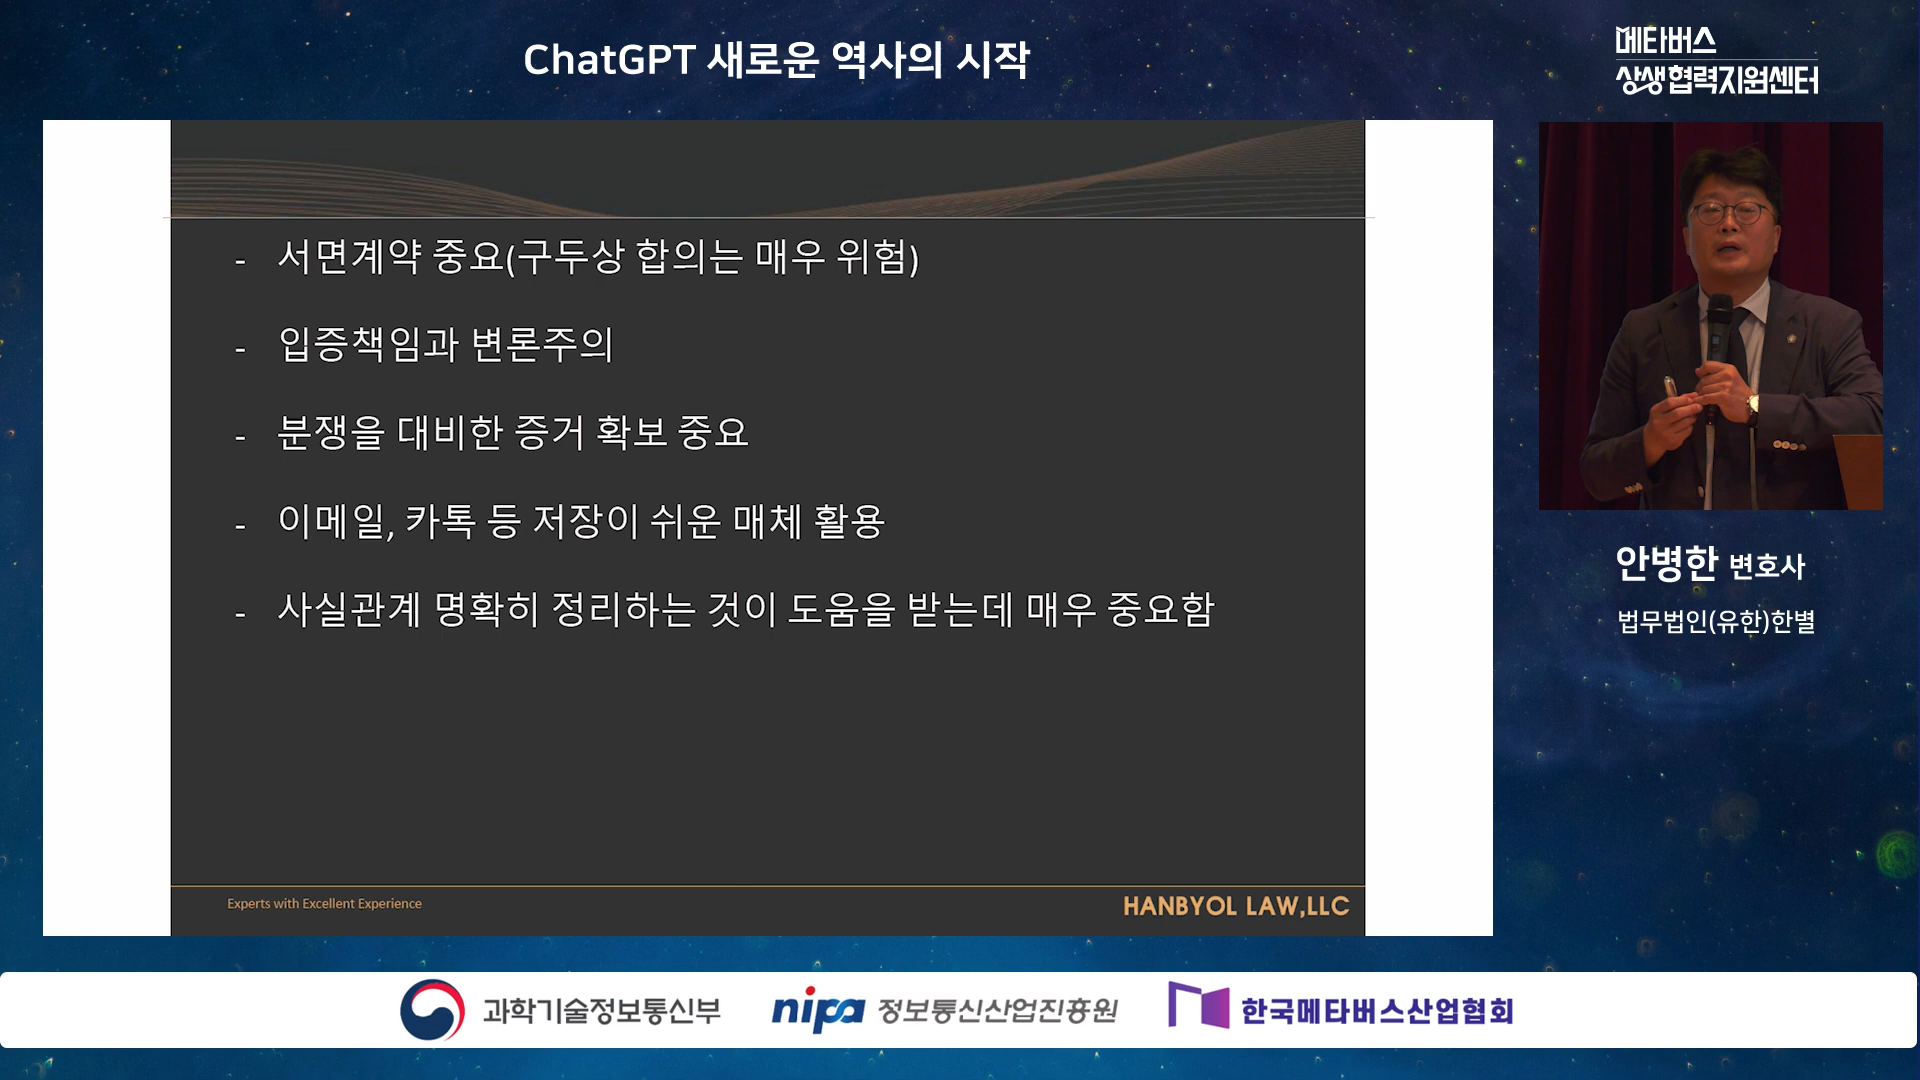 ChatGPT 새로운 역사의 시작
메타버스
상생협력지원센터
- 서면계약 중요(구두상 합의는 매우 위험)
- 입증책임과 변론주의
- 분쟁을 대비한 증거 확보 중요
- 이메일, 카톡 등 저장이 쉬운 매체 활용
- 사실관계 명확히 정리하는 것이 도움을 받는데 매우 중요함
Experts with Excellent Experience
HANBYOL LAW,LLC
안병한 변호사
법무법인(유한)한별
과학기술정보통신부
nipa 정보통신산업진흥원
한국메타버스산업협회